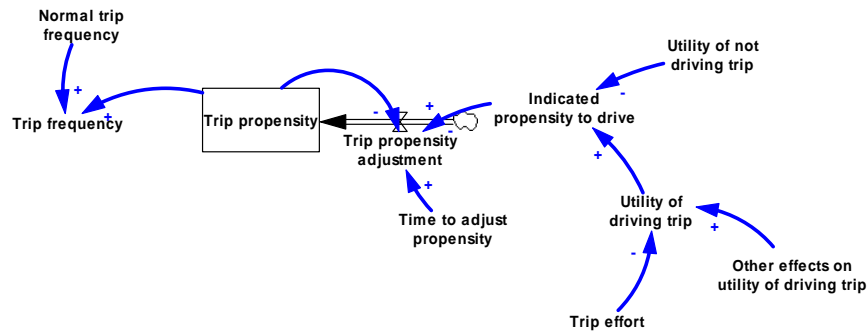 Normal trip
frequency
Utility of not
driving trip
+
+
Trip frequency
Trip propensity
-
+
-
Trip propensity
adjustment
Indicated
propensity to drive
-
+
+
Time to adjust
propensity
Utility of
driving trip
+
-
Other effects on
utility of driving trip
Trip effort